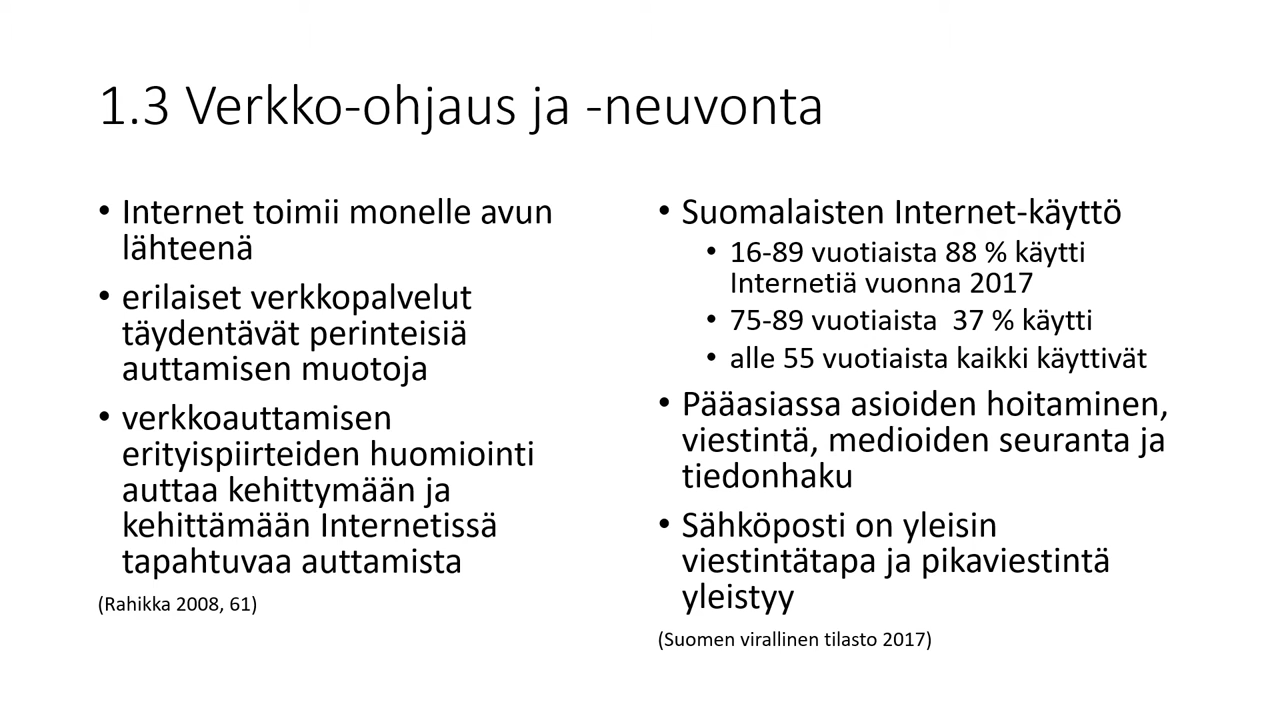 1.3 Verkko-ohjaus ja -neuvonta
• Internet toimii monelle avun
lähteenä
• erilaiset verkkopalvelut
täydentävät perinteisiä
auttamisen muotoja
• verkkoauttamisen
erityispiirteiden huomiointi
auttaa kehittymään ja
kehittämään Internetissä
tapahtuvaa auttamista
(Rahikka 2008, 61)
• Suomalaisten Internet-käyttö
• 16-89 vuotiaista 88 % käytti
Internetiä vuonna 2017
• 75-89 vuotiaista  37 % käytti
• alle 55 vuotiaista kaikki käyttivät
• Pääasiassa asioiden hoitaminen,
viestintä, medioiden seuranta ja
tiedonhaku
• Sähköposti on yleisin
viestintätapa ja pikaviestintä
yleistyy
(Suomen virallinen tilasto 2017)